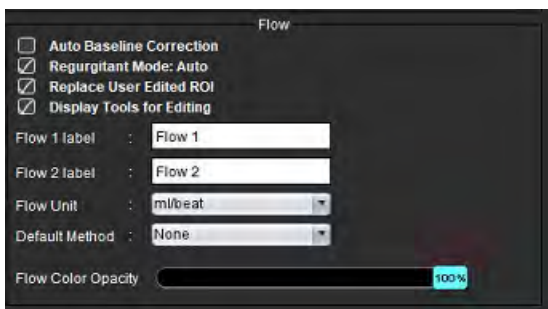 Flow
Auto Baseline Correction
Regurgitant Mode: Auto
Replace User Edited ROI
Display Tools for Editing
Flow 1 label : Flow 1
Flow 2 label : Flow 2
Flow Unit : ml/beat
Default Method : None
Flow Color Opacity 100%